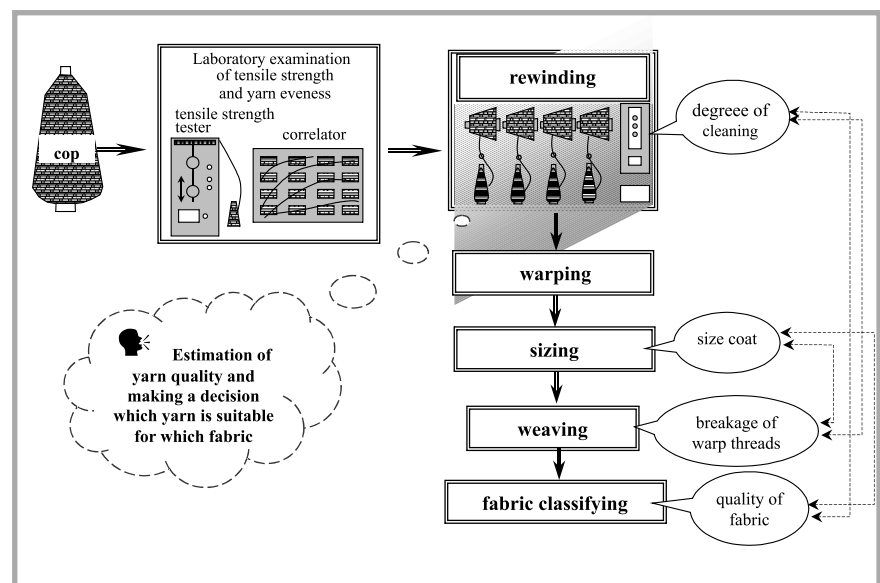 Laboratory examination
of tensile strength
and yarn eveness
tensile strength
tester
correlator
cop
rewinding
degreee of
cleaning
warping
sizing
size coat
weaving
breakage of
warp threads
fabric classifying
quality of
fabric
Estimation of
yarn quality and
making a decision
which yarn is suitable
for which fabric